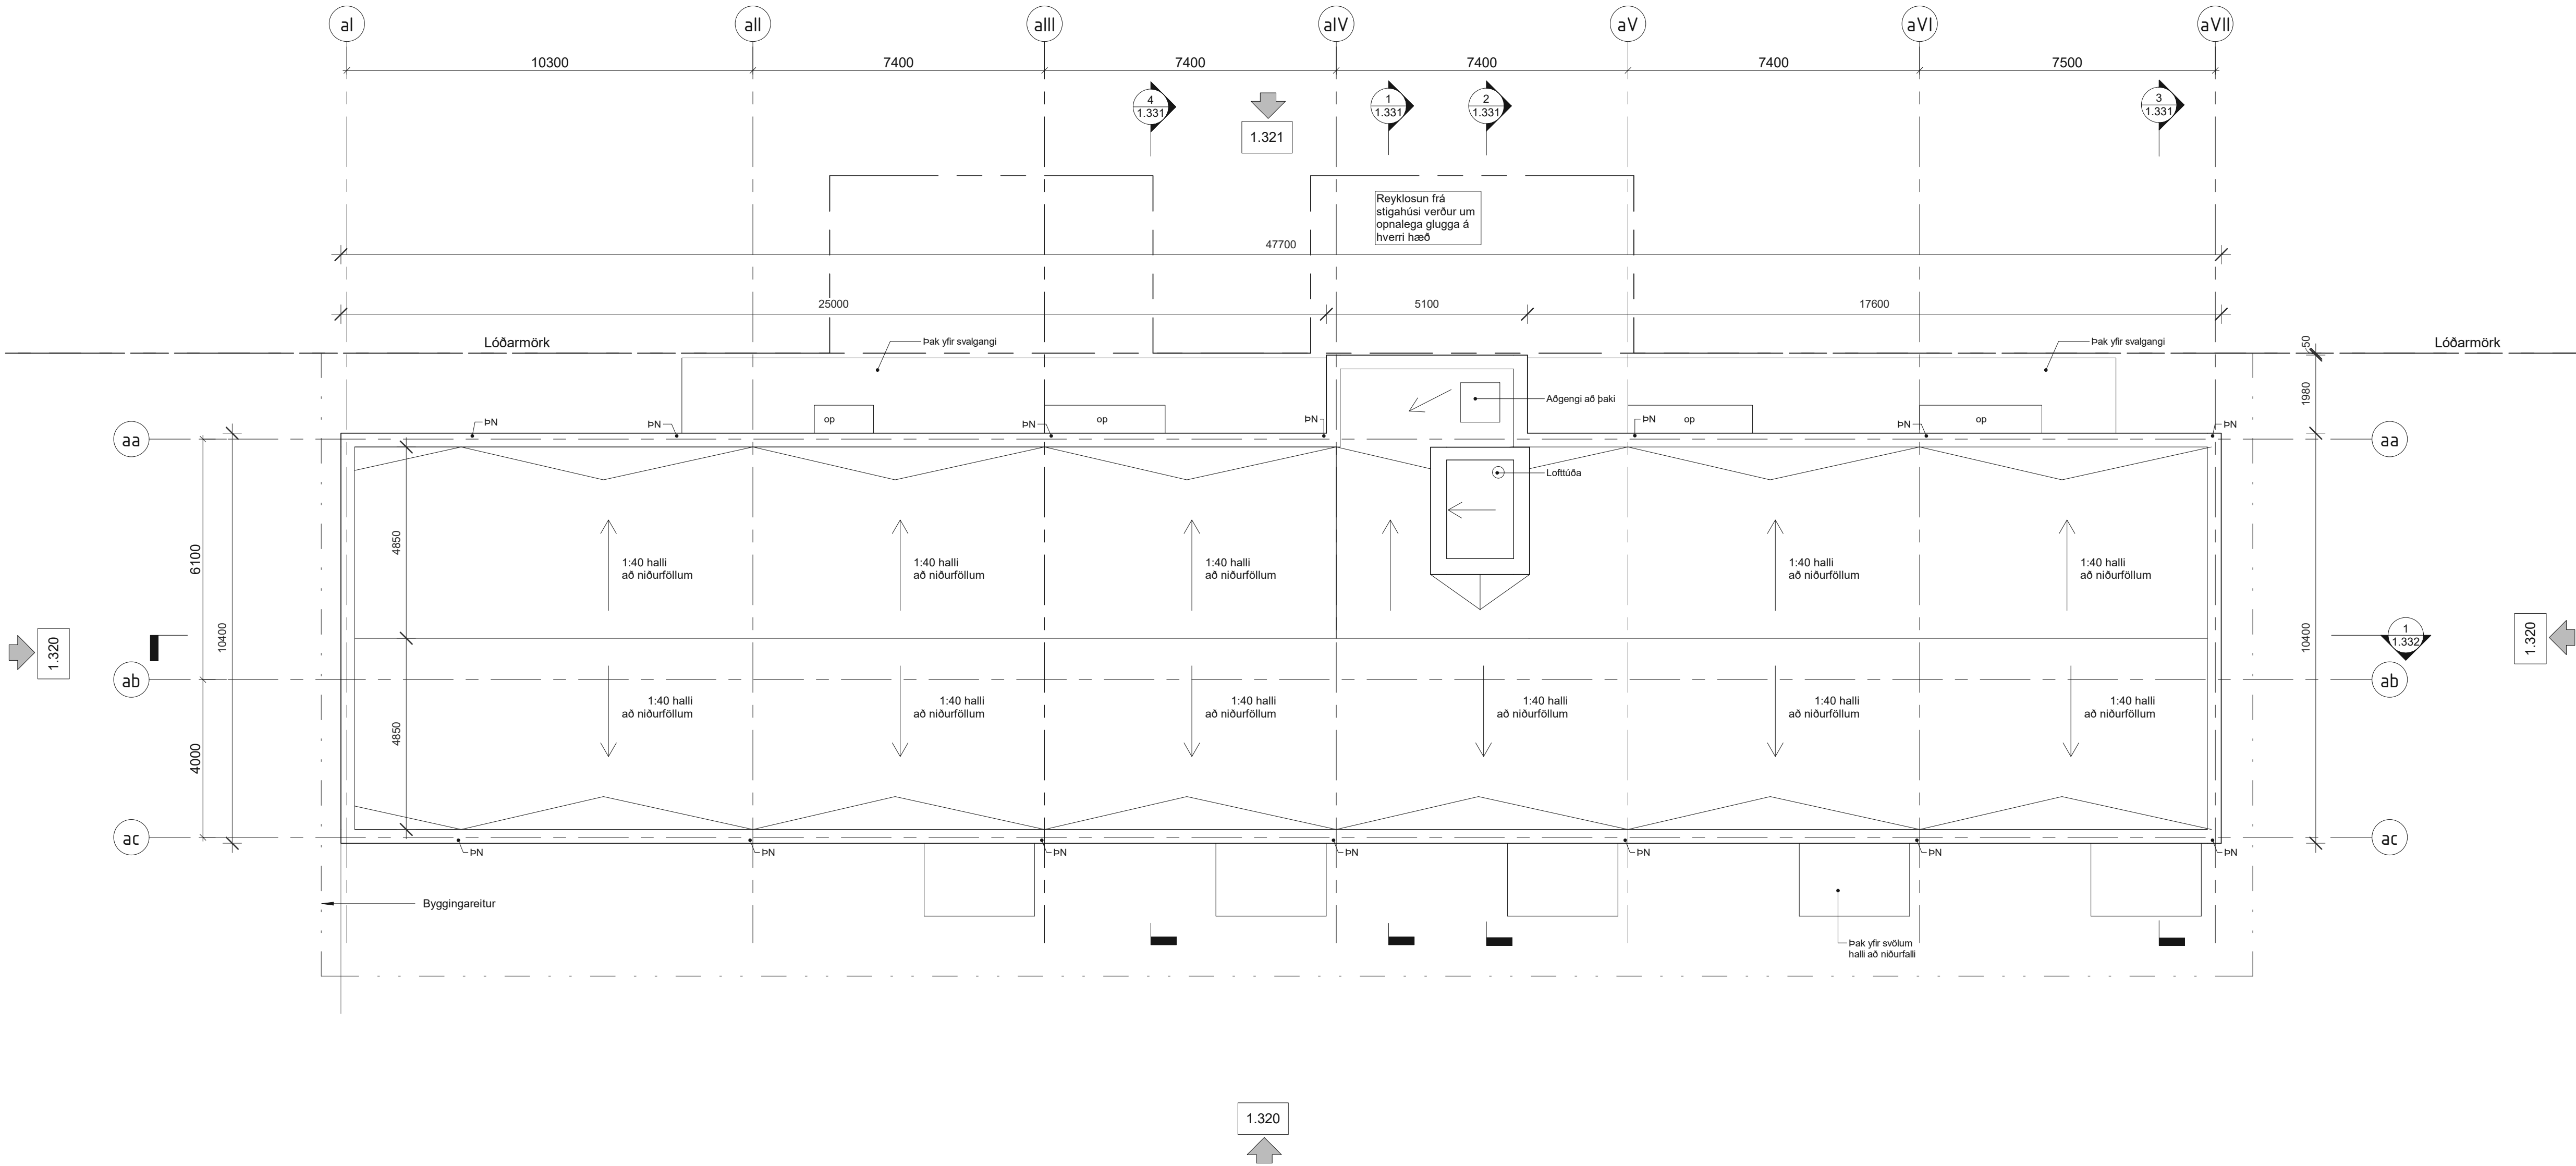 aI
aII
aIII
aIV
aV
aVI
aVII
10300
7400
7400
7400
7400
7500
4
1.331
1.321
1
1.331
2
1.331
3
1.331
Reyklosun frá
stigahúsi verður um
opnalega glugga á
hverri hæð
47700
25000
5100
17600
Lóðarmörk
Þak yfir svalgangi
Þak yfir svalgangi
50
Lóðarmörk
1980
Aðgengi að þaki
op
op
op
op
ÞN
ÞN
ÞN
ÞN
ÞN
ÞN
ÞN
aa
aa
Lofttúða
4850
6100
10400
1:40 halli
að niðurföllum
1:40 halli
að niðurföllum
1:40 halli
að niðurföllum
1:40 halli
að niðurföllum
1:40 halli
að niðurföllum
1.320
10400
1
1.332
1.320
ab
ab
4850
4000
1:40 halli
að niðurföllum
1:40 halli
að niðurföllum
1:40 halli
að niðurföllum
1:40 halli
að niðurföllum
1:40 halli
að niðurföllum
1:40 halli
að niðurföllum
ac
ac
ÞN
ÞN
ÞN
ÞN
ÞN
ÞN
ÞN
Byggingareitur
Þak yfir svölum
halli að niðurfalli
1.320